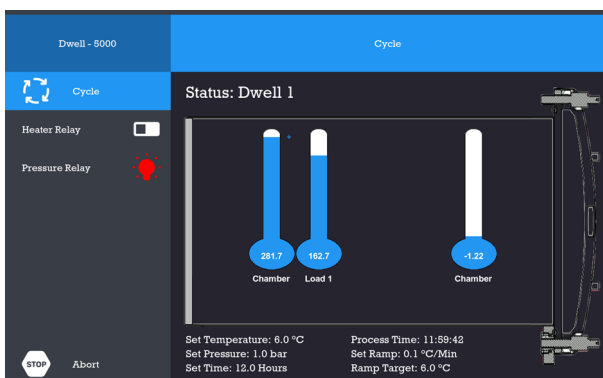 Dwell - 5000
Cycle
Cycle
Status: Dwell 1
Heater Relay
Pressure Relay
281.7
162.7
-1.22
Chamber
Load 1
Chamber
Set Temperature: 6.0 °C
Process Time: 11:59:42
Set Pressure: 1.0 bar
Set Ramp: 0.1 °C/Min
Set Time: 12.0 Hours
Ramp Target: 6.0 °C
STOP
Abort